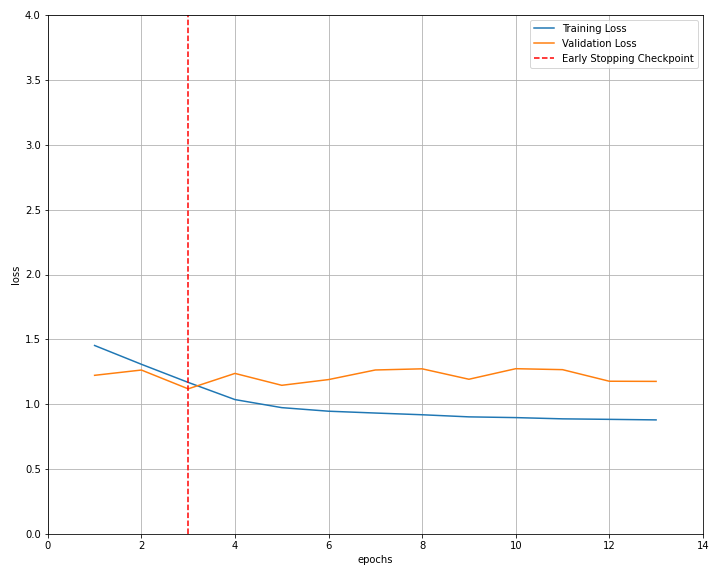 Training Loss
Validation Loss
Early Stopping Checkpoint
4.0
3.5
3.0
2.5
2.0
1.5
1.0
0.5
0.0
loss
0 2 4 6 8 10 12 14
epochs